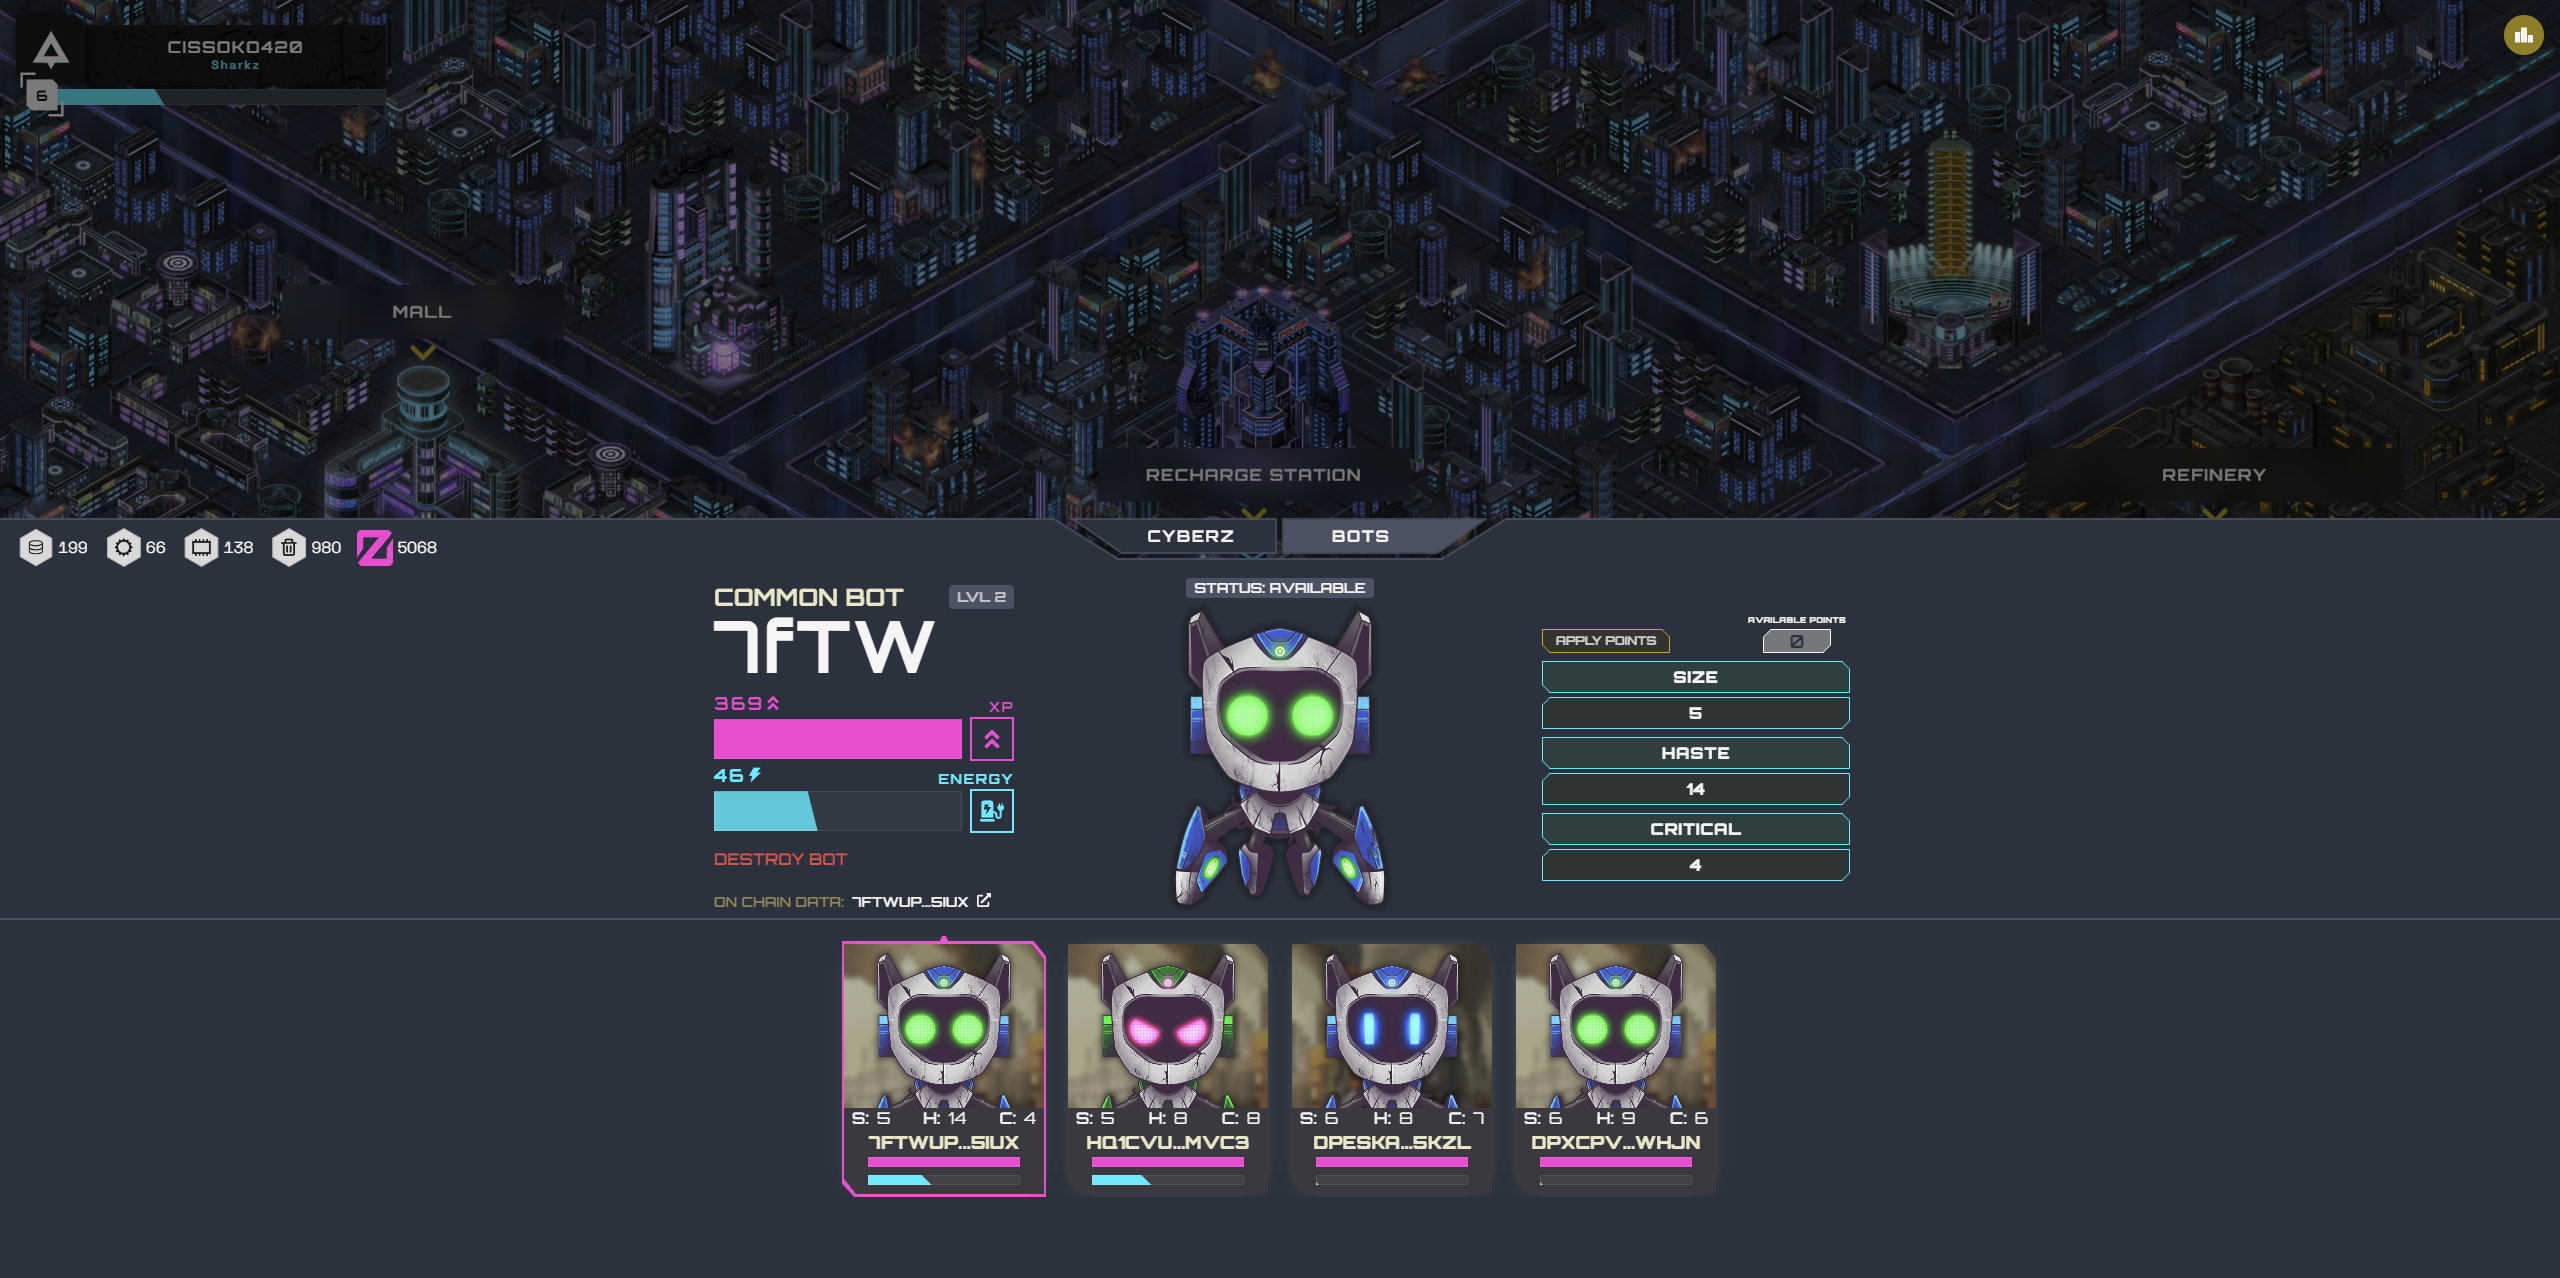 CISSOKO420
Sharkz
6
MALL
RECHARGE STATION
REFINERY
199
66
138
980
5068
CYBERZ
BOTS
COMMON BOT
LVL 2
7fTW
369
XP
46
ENERGY
DESTROY BOT
ON CHAIN DATA: 7FTWUP...5IUX
STATUS: AVAILABLE
APPLY POINTS
AVAILABLE POINTS
0
SIZE
5
HASTE
14
CRITICAL
4
S: 5 H: 14 C: 4
7FTWUP...5IUX
S: 5 H: 8 C: 8
HQ1CVU...MVC3
S: 6 H: 8 C: 7
DPESKA...5KZL
S: 6 H: 9 C: 6
DPXCPV...WHJN